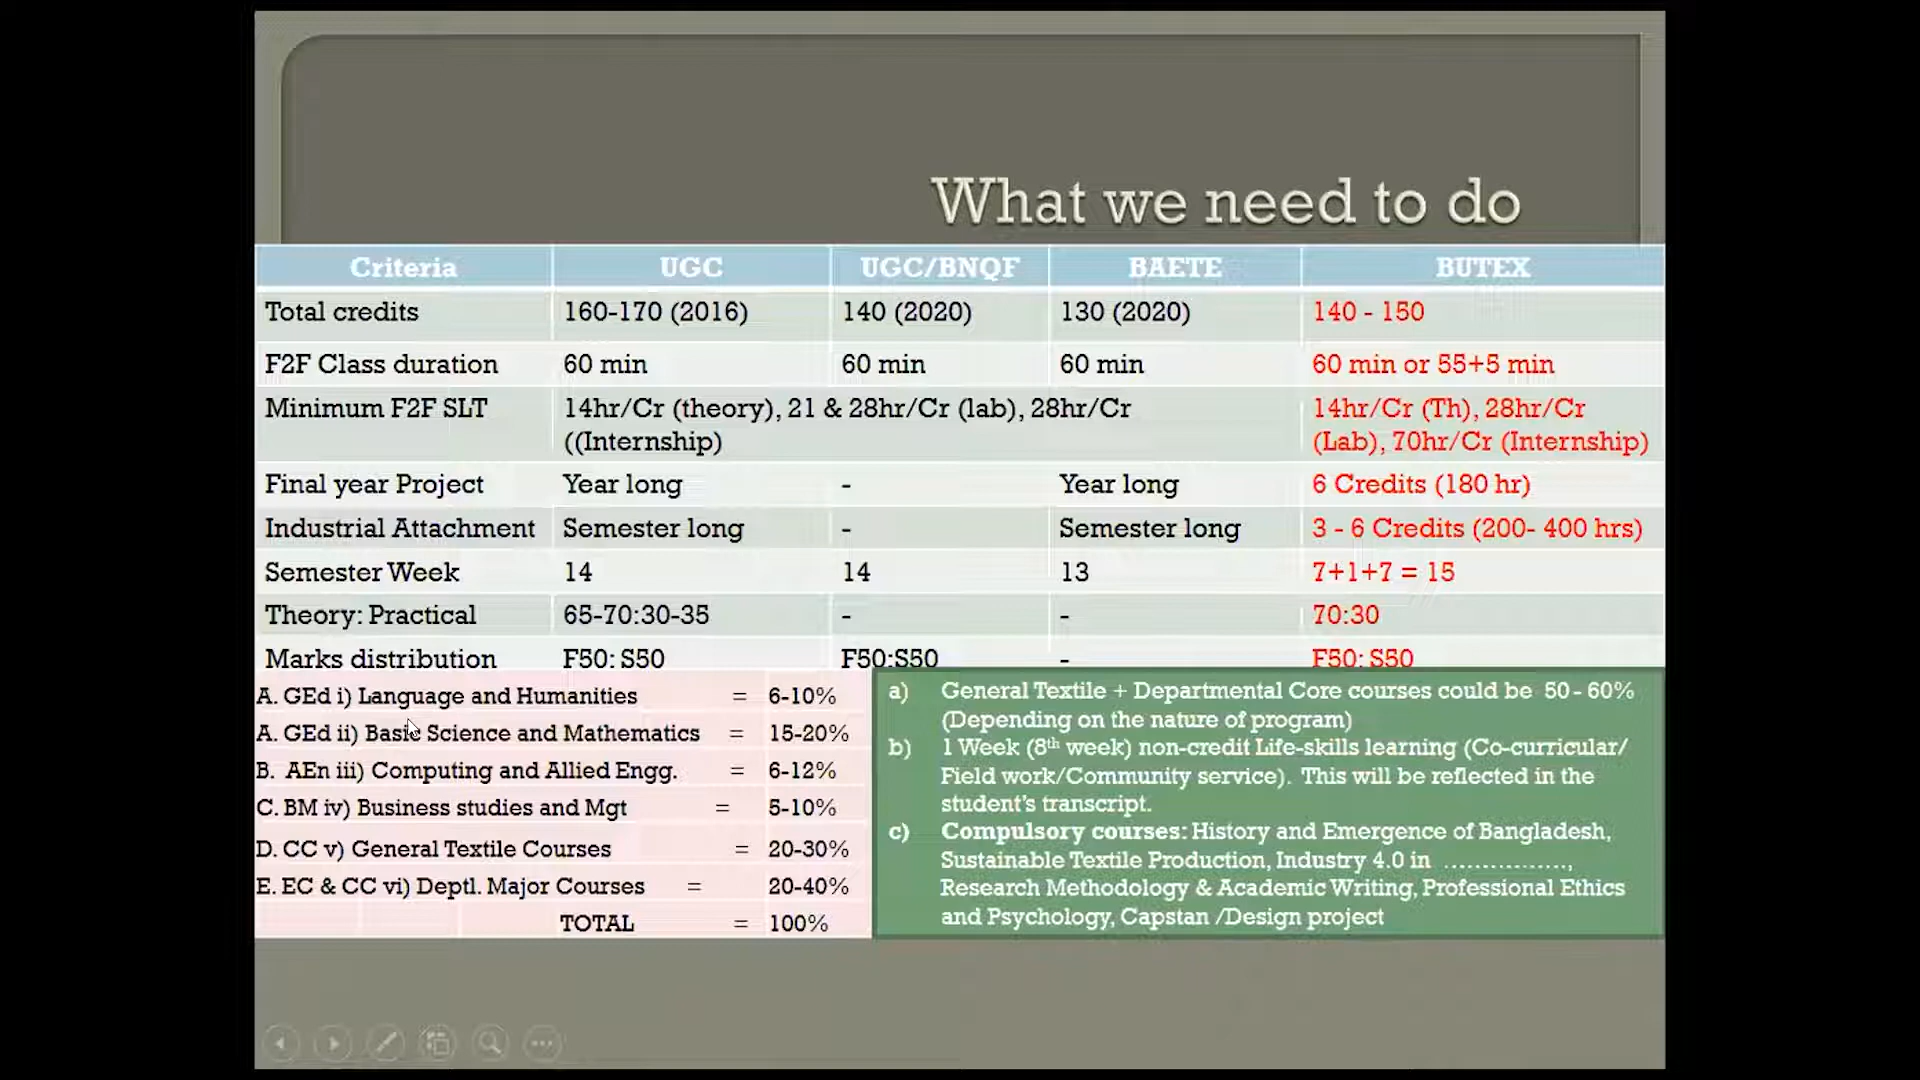 What we need to do
Criteria UGC UGC/BNQF BAETE BUTEX
Total credits 160-170 (2016) 140 (2020) 130 (2020) 140 - 150
F2F Class duration 60 min 60 min 60 min 60 min or 55+5 min
Minimum F2F SLT 14hr/Cr (theory), 21 & 28hr/Cr (lab), 28hr/Cr 14hr/Cr (Th), 28hr/Cr
((Internship) (Lab), 70hr/Cr (Internship)
Final year Project Year long - Year long 6 Credits (180 hr)
Industrial Attachment Semester long - Semester long 3 - 6 Credits (200- 400 hrs)
Semester Week 14 14 13 7+1+7 = 15
Theory: Practical 65-70:30-35 - - 70:30
Marks distribution F50: S50 F50:S50 - F50: S50
A. GEd i) Language and Humanities = 6-10%
A. GEd ii) Basic Science and Mathematics = 15-20%
B. AEn iii) Computing and Allied Engg. = 6-12%
C. BM iv) Business studies and Mgt = 5-10%
D. CC v) General Textile Courses = 20-30%
E. EC & CC vi) Deptl. Major Courses = 20-40%
TOTAL = 100%
a) General Textile + Departmental Core courses could be 50 - 60%
(Depending on the nature of program)
b) 1 Week (8th week) non-credit Life-skills learning (Co-curricular/
Field work/Community service). This will be reflected in the
student's transcript.
c) Compulsory courses: History and Emergence of Bangladesh,
Sustainable Textile Production, Industry 4.0 in ................,
Research Methodology & Academic Writing, Professional Ethics
and Psychology, Capstan /Design project